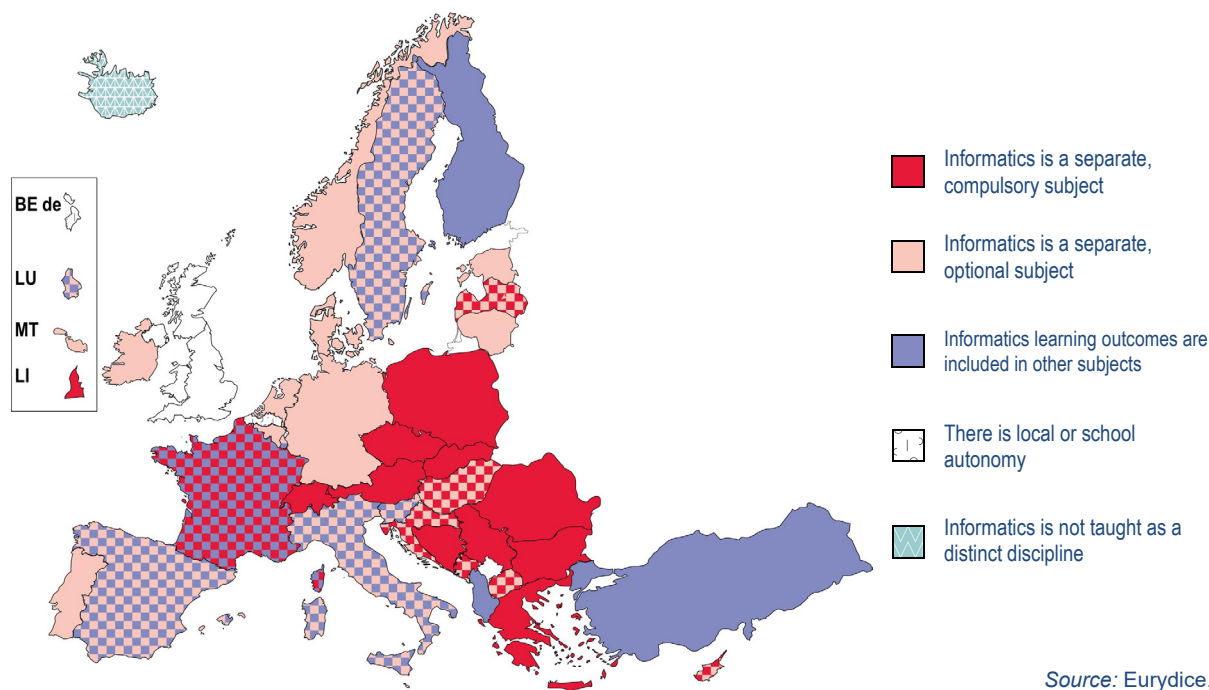 BE de
LU
MT
LI
Informatics is a separate,
compulsory subject
Informatics is a separate,
optional subject
Informatics learning outcomes are
included in other subjects
There is local or school
autonomy
Informatics is not taught as a
distinct discipline
Source: Eurydice.